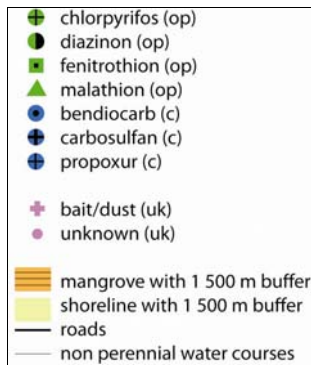 chlorpyrifos (op)
diazinon (op)
fenitrothion (op)
malathion (op)
bendiocarb (c)
carbosulfan (c)
propoxur (c)
bait/dust (uk)
unknown (uk)
mangrove with 1 500 m buffer
shoreline with 1 500 m buffer
roads
non perennial water courses